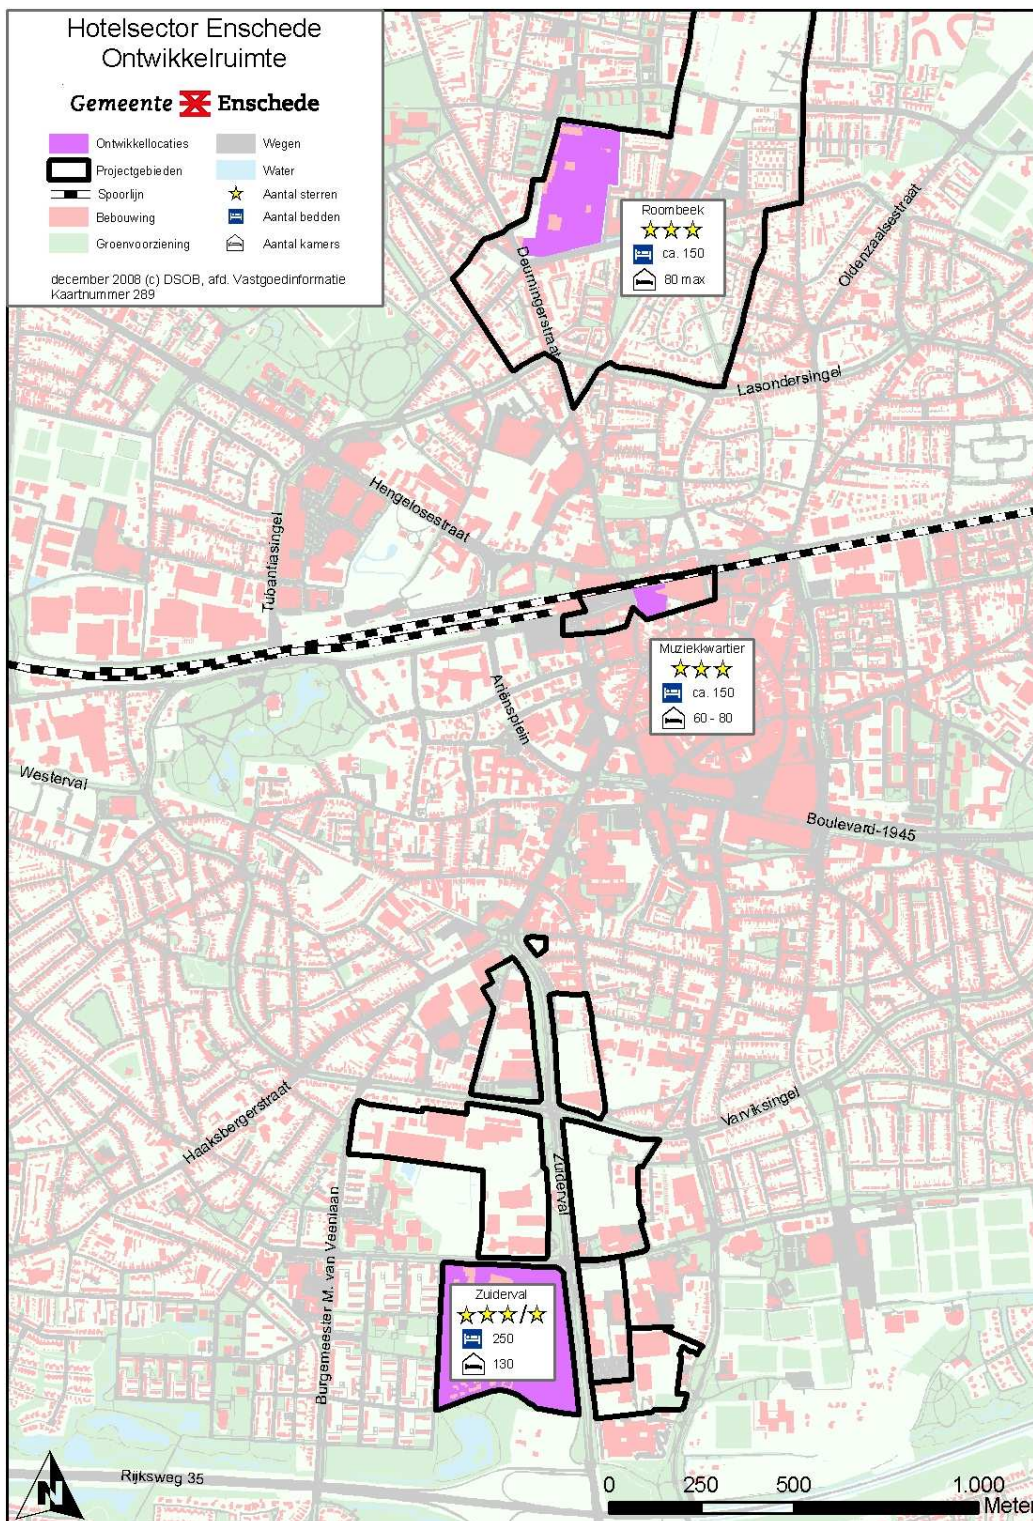 Hotelsector Enschede
Ontwikkelruimte
Gemeente Enschede
Ontwikkellocaties
Wegen
Projectgebieden
Water
Spoorlijn
Aantal sterren
Bebouwing
Aantal bedden
Groenvoorziening
Aantal kamers
december 2008 (c) DSOB, afd. Vastgoedinformatie
Kaartnummer 289
Roombeek
ca. 150
80 max
Deurningerstraat
Oldenzaalsestraat
Lasondersingel
Hengelosestraat
Tubantiasingel
Muziekkwartier
ca. 150
60 - 80
Ariënsplein
Westerval
Boulevard-1945
Haaksbergerstraat
Varviksingel
Zuiderval
Burgemeester M. van Veenlaan
Zuiderval
/
250
130
Rijksweg 35
N
0 250 500 1.000
Meter